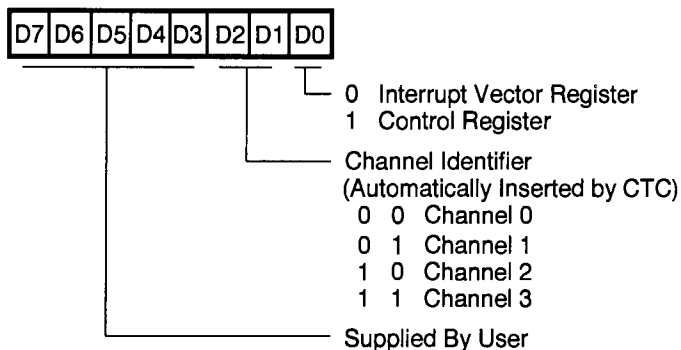 D7 D6 D5 D4 D3 D2 D1 D0
0 Interrupt Vector Register
1 Control Register
Channel Identifier
(Automatically Inserted by CTC)
0 0 Channel 0
0 1 Channel 1
1 0 Channel 2
1 1 Channel 3
Supplied By User